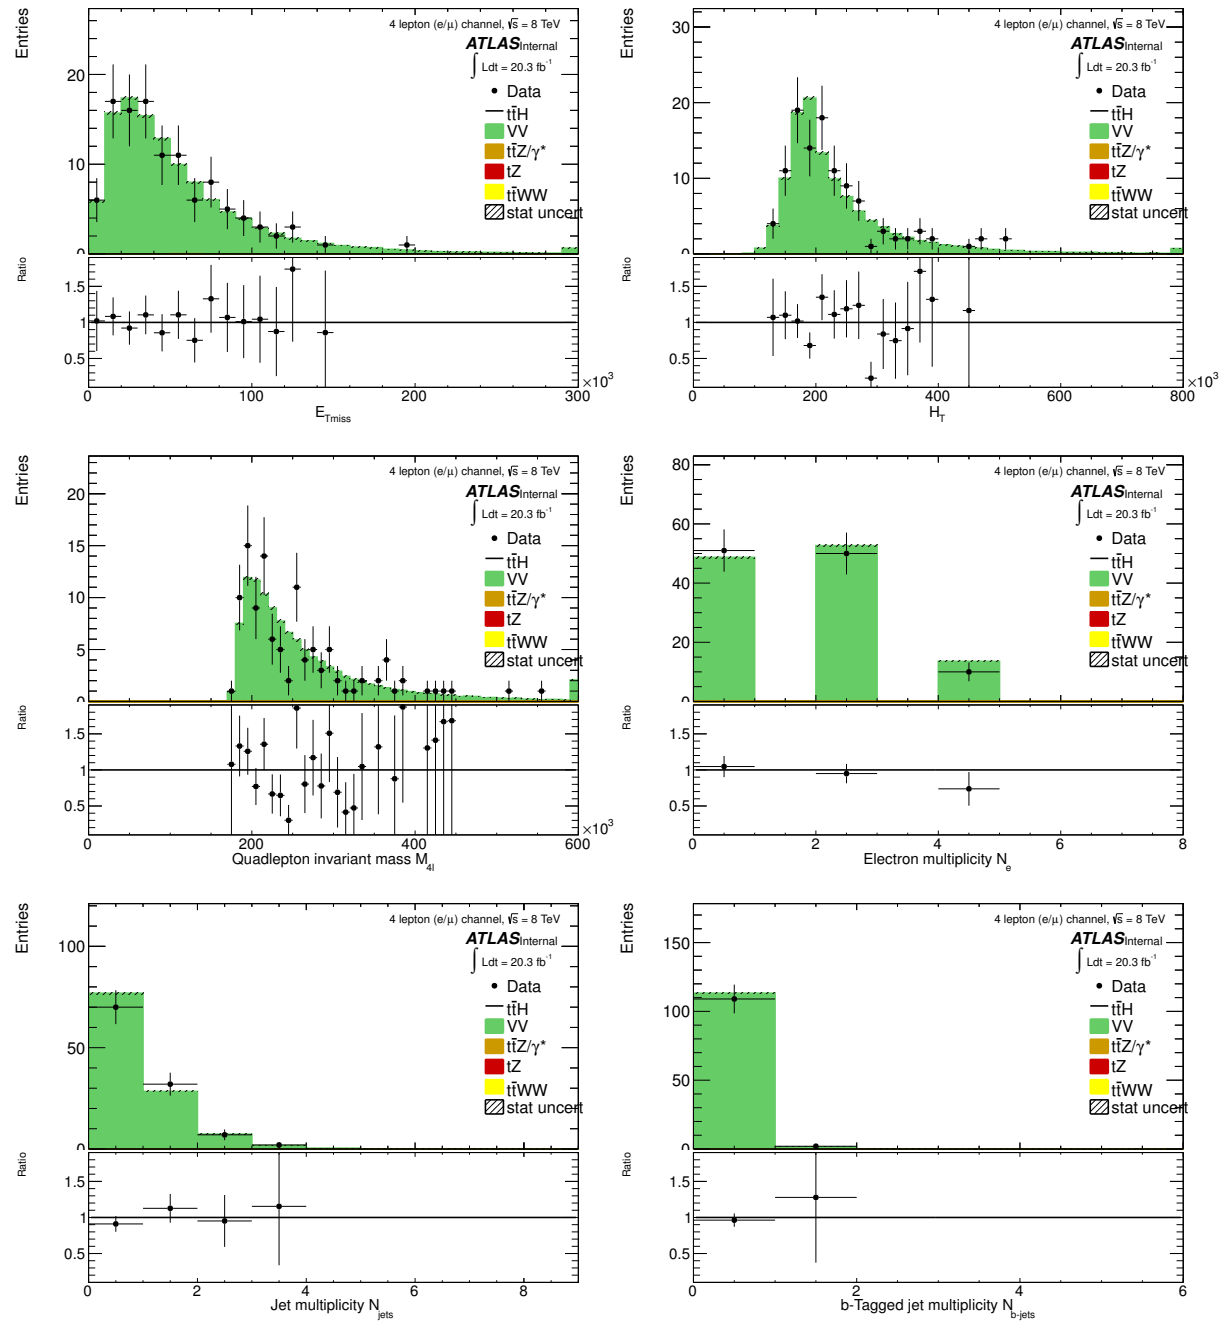 Entries
4 lepton (e/μ) channel, √s = 8 TeV
ATLAS Internal
∫ Ldt = 20.3 fb⁻¹
Data
tt̄H
VV
tt̄Z/γ*
tZ
tt̄WW
stat uncert
20
10
0
Ratio
1.5
1
0.5
0 100 200 300
×10³
E_Tmiss
Entries
4 lepton (e/μ) channel, √s = 8 TeV
ATLAS Internal
∫ Ldt = 20.3 fb⁻¹
Data
tt̄H
VV
tt̄Z/γ*
tZ
tt̄WW
stat uncert
30
20
10
0
Ratio
1.5
1
0.5
0 200 400 600 800
×10³
H_T
Entries
4 lepton (e/μ) channel, √s = 8 TeV
ATLAS Internal
∫ Ldt = 20.3 fb⁻¹
Data
tt̄H
VV
tt̄Z/γ*
tZ
tt̄WW
stat uncert
20
15
10
5
0
Ratio
1.5
1
0.5
0 200 400 600
×10³
Quadlepton invariant mass M_4l
Entries
4 lepton (e/μ) channel, √s = 8 TeV
ATLAS Internal
∫ Ldt = 20.3 fb⁻¹
Data
tt̄H
VV
tt̄Z/γ*
tZ
tt̄WW
stat uncert
80
60
50
40
30
20
10
0
Ratio
1.5
1
0.5
0 2 4 6 8
Electron multiplicity N_e
Entries
4 lepton (e/μ) channel, √s = 8 TeV
ATLAS Internal
∫ Ldt = 20.3 fb⁻¹
Data
tt̄H
VV
tt̄Z/γ*
tZ
tt̄WW
stat uncert
100
50
0
Ratio
1.5
1
0.5
0 2 4 6 8
Jet multiplicity N_jets
Entries
4 lepton (e/μ) channel, √s = 8 TeV
ATLAS Internal
∫ Ldt = 20.3 fb⁻¹
Data
tt̄H
VV
tt̄Z/γ*
tZ
tt̄WW
stat uncert
150
100
50
0
Ratio
1.5
1
0.5
0 2 4 6
b-Tagged jet multiplicity N_b-jets